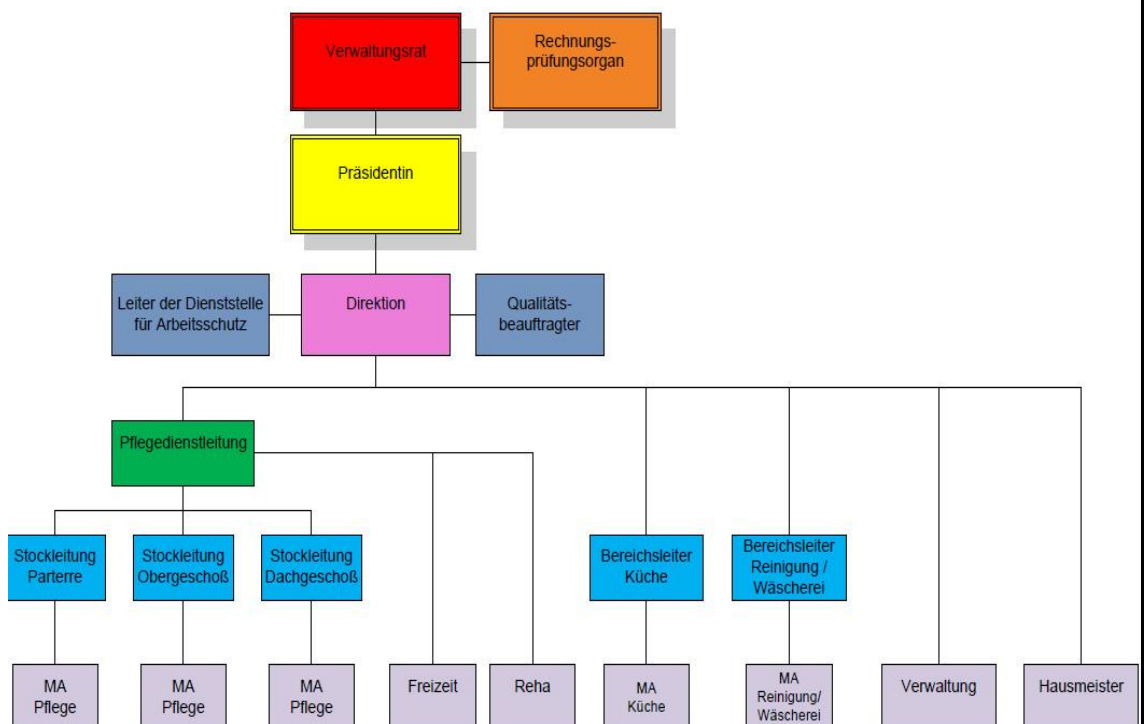 Verwaltungsrat
Rechnungs-
prüfungsorgan
Präsidentin
Leiter der Dienststelle
für Arbeitsschutz
Direktion
Qualitäts-
beauftragter
Pflegedienstleitung
Stockleitung
Parterre
Stockleitung
Obergeschoß
Stockleitung
Dachgeschoß
Bereichsleiter
Küche
Bereichsleiter
Reinigung /
Wäscherei
MA
Pflege
MA
Pflege
MA
Pflege
Freizeit
Reha
MA
Küche
MA
Reinigung/
Wäscherei
Verwaltung
Hausmeister